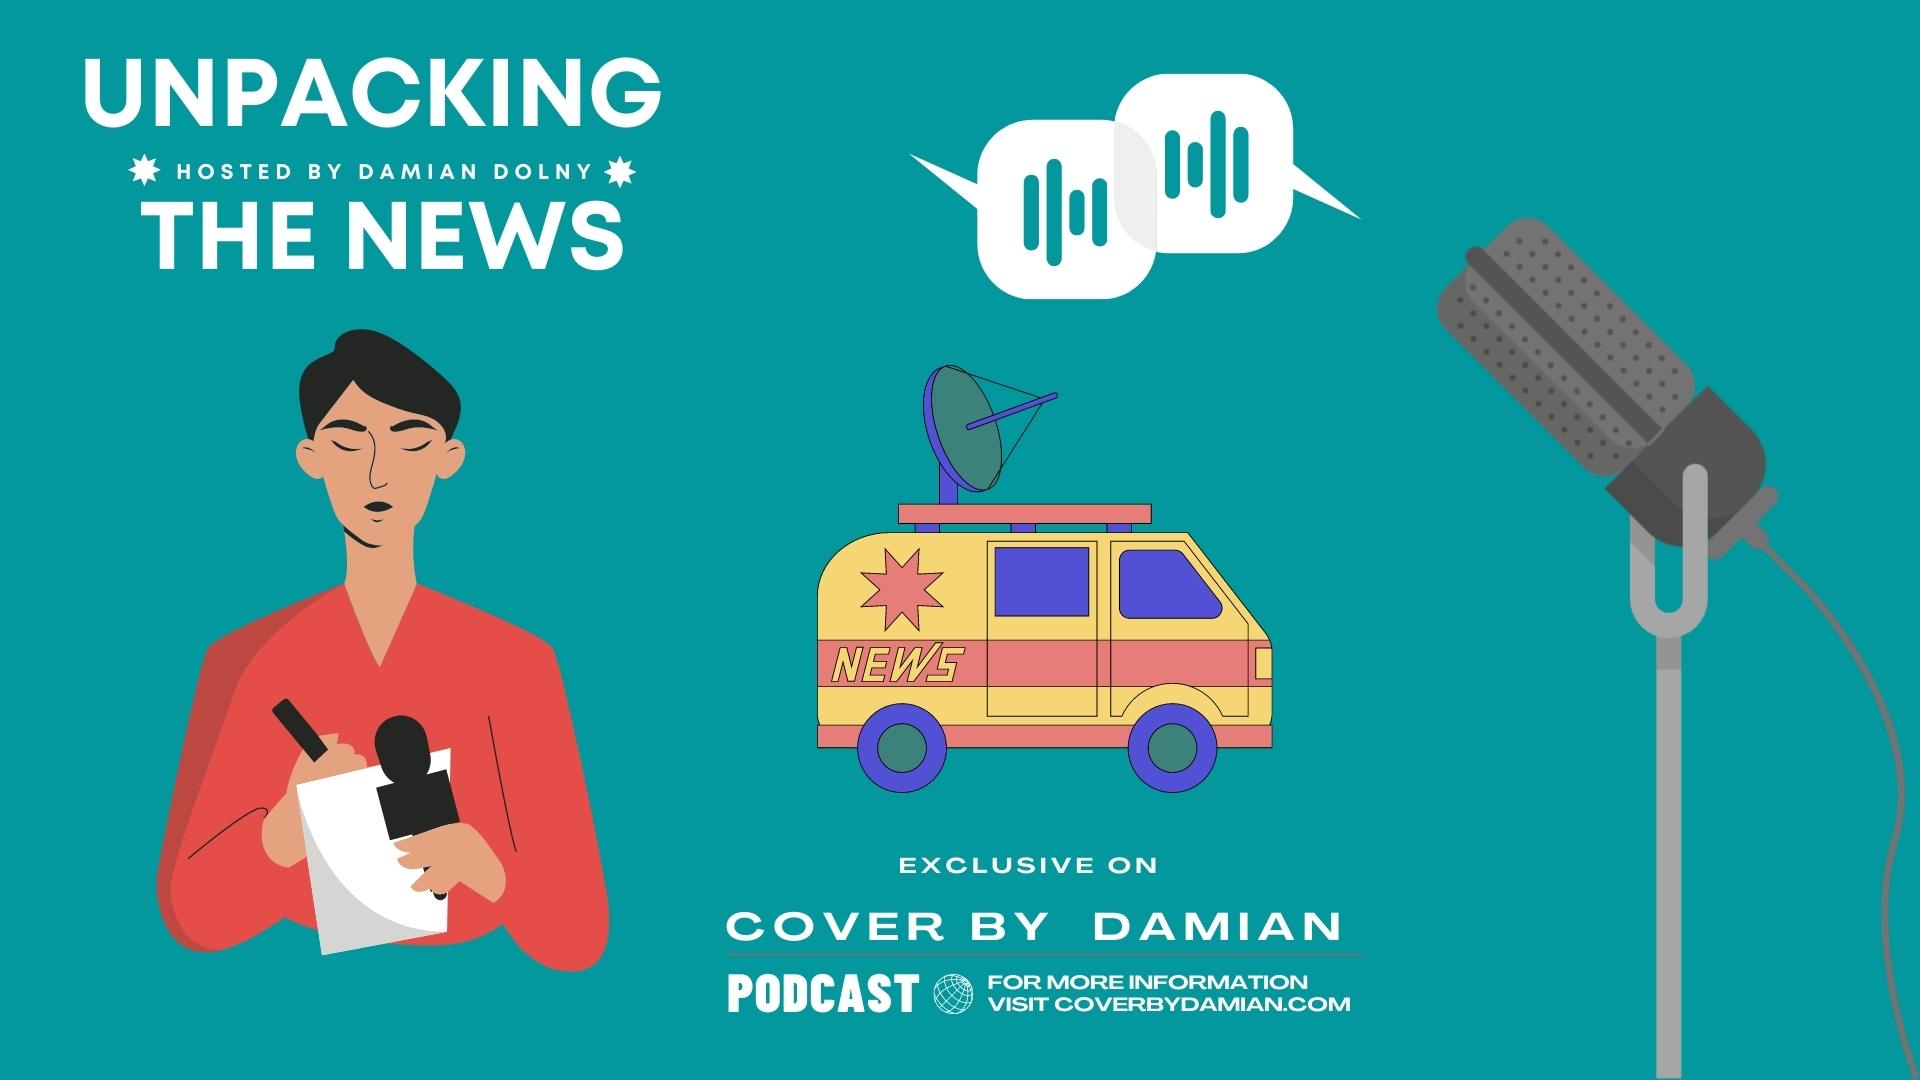 UNPACKING
HOSTED BY DAMIAN DOLNY
THE NEWS
NEWS
EXCLUSIVE ON
COVER BY DAMIAN
PODCAST
FOR MORE INFORMATION
VISIT COVERBYDAMIAN.COM